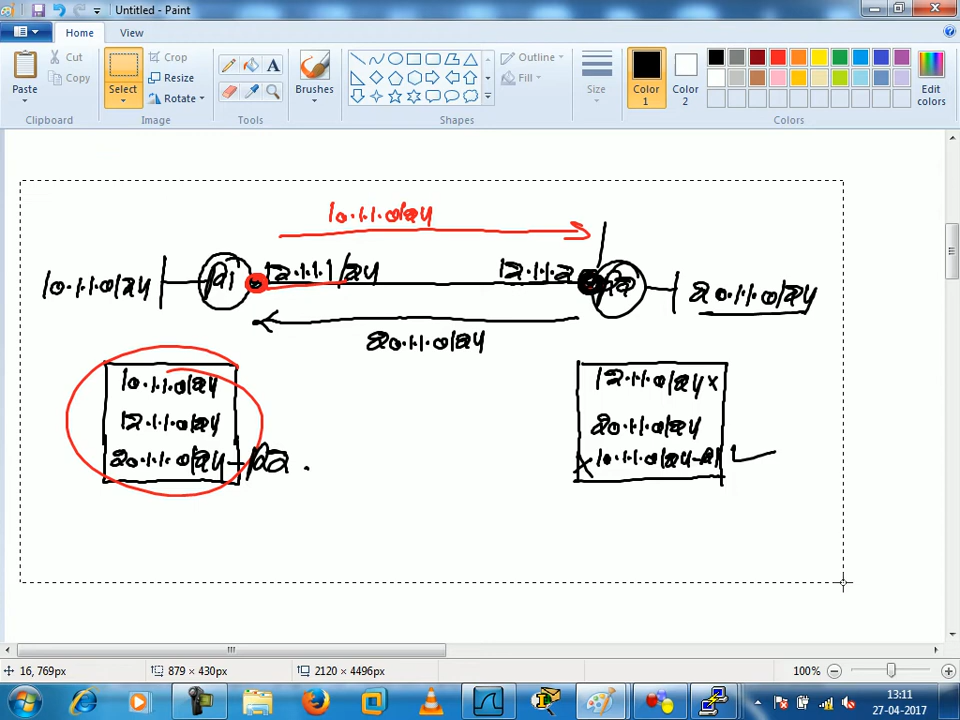 Untitled - Paint
Home
View
Paste
Cut
Copy
Clipboard
Select
Crop
Resize
Rotate
Image
A
Tools
Brushes
Outline
Fill
Shapes
Size
Color 1
Color 2
Edit colors
Colors
10.1.1.0/24
10.1.1.0/24
R1
12.1.1.1/24
12.1.1.2
R2
20.1.1.0/24
20.1.1.0/24
10.1.1.0/24
12.1.1.0/24
20.1.1.0/24 - R2
12.1.1.0/24 x
20.1.1.0/24
x 10.1.1.0/24 - R1
16, 769px
879 × 430px
2120 × 4496px
100%
13:11
27-04-2017